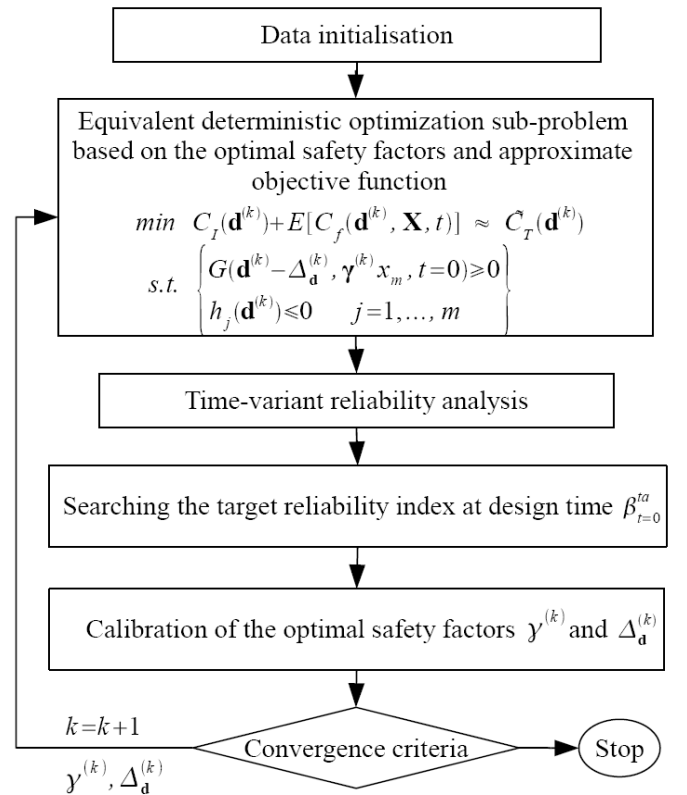 Data initialisation
Equivalent deterministic optimization sub-problem
based on the optimal safety factors and approximate
objective function
min C_I(𝐝^(k))+E[C_f(𝐝^(k), 𝐗, t)] ≈ C̃_T(𝐝^(k))
s.t. { G(𝐝^(k)−Δ_𝐝^(k), 𝛄^(k) x_m, t=0)⩾0 }
h_j(𝐝^(k))⩽0 j=1,..., m
Time-variant reliability analysis
Searching the target reliability index at design time β_{t=0}^{ta}
Calibration of the optimal safety factors γ^(k) and Δ_𝐝^(k)
Convergence criteria
Stop
k=k+1
γ^(k), Δ_𝐝^(k)